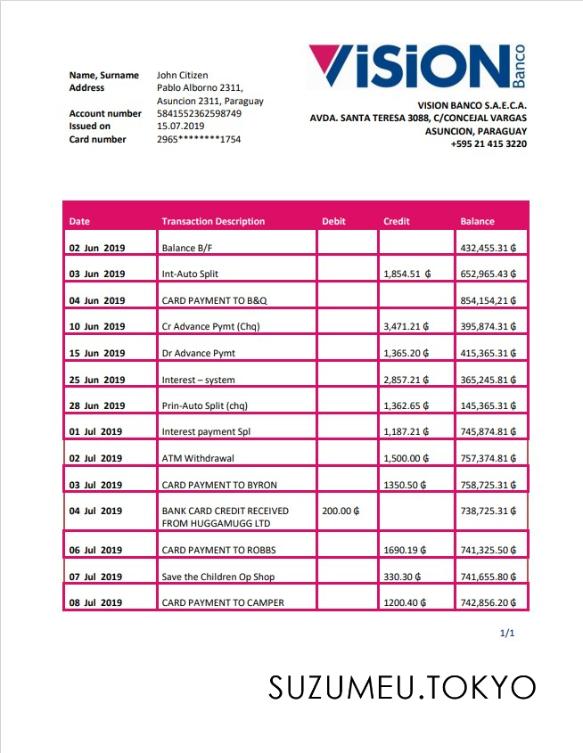 VISION Banco
Name, Surname John Citizen
Address Pablo Alborno 2311,
Asuncion 2311, Paraguay
Account number 5841552362598749
Issued on 15.07.2019
Card number 2965********1754
VISION BANCO S.A.E.C.A.
AVDA. SANTA TERESA 3088, C/CONCEJAL VARGAS
ASUNCION, PARAGUAY
+595 21 415 3220
Date Transaction Description Debit Credit Balance
02 Jun 2019 Balance B/F 432,455.31 ₲
03 Jun 2019 Int-Auto Split 1,854.51 ₲ 652,965.43 ₲
04 Jun 2019 CARD PAYMENT TO B&Q 854,154,21 ₲
10 Jun 2019 Cr Advance Pymt (Chq) 3,471.21 ₲ 395,874.31 ₲
15 Jun 2019 Dr Advance Pymt 1,365.20 ₲ 415,365.31 ₲
25 Jun 2019 Interest – system 2,857.21 ₲ 365,245.81 ₲
28 Jun 2019 Prin-Auto Split (chq) 1,362.65 ₲ 145,365.31 ₲
01 Jul 2019 Interest payment Spl 1,187.21 ₲ 745,874.81 ₲
02 Jul 2019 ATM Withdrawal 1,500.00 ₲ 757,374.81 ₲
03 Jul 2019 CARD PAYMENT TO BYRON 1350.50 ₲ 758,725.31 ₲
04 Jul 2019 BANK CARD CREDIT RECEIVED 200.00 ₲ 738,725.31 ₲
FROM HUGGAMUGG LTD
06 Jul 2019 CARD PAYMENT TO ROBBS 1690.19 ₲ 741,325.50 ₲
07 Jul 2019 Save the Children Op Shop 330.30 ₲ 741,655.80 ₲
08 Jul 2019 CARD PAYMENT TO CAMPER 1200.40 ₲ 742,856.20 ₲
1/1
SUZUMEU.TOKYO